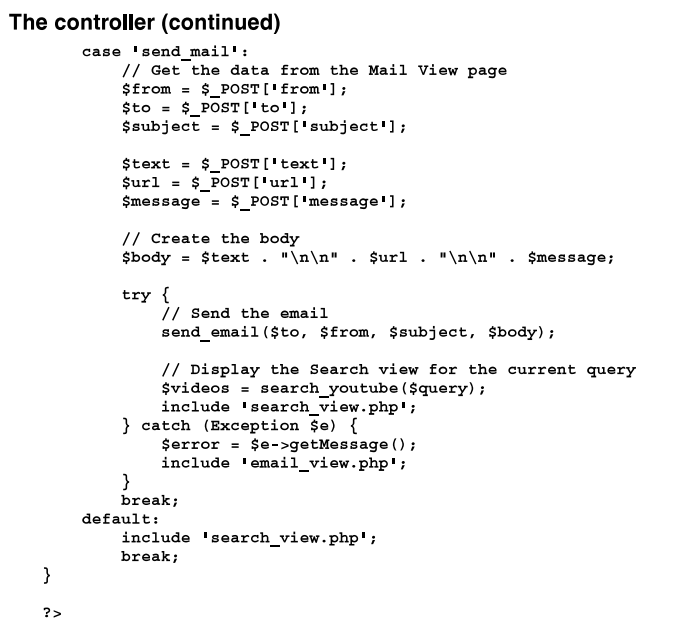 The controller (continued)
case 'send_mail':
// Get the data from the Mail View page
$from = $_POST['from'];
$to = $_POST['to'];
$subject = $_POST['subject'];
$text = $_POST['text'];
$url = $_POST['url'];
$message = $_POST['message'];
// Create the body
$body = $text . "\n\n" . $url . "\n\n" . $message;
try {
// Send the email
send_email($to, $from, $subject, $body);
// Display the Search view for the current query
$videos = search_youtube($query);
include 'search_view.php';
} catch (Exception $e) {
$error = $e->getMessage();
include 'email_view.php';
}
break;
default:
include 'search_view.php';
break;
}
?>